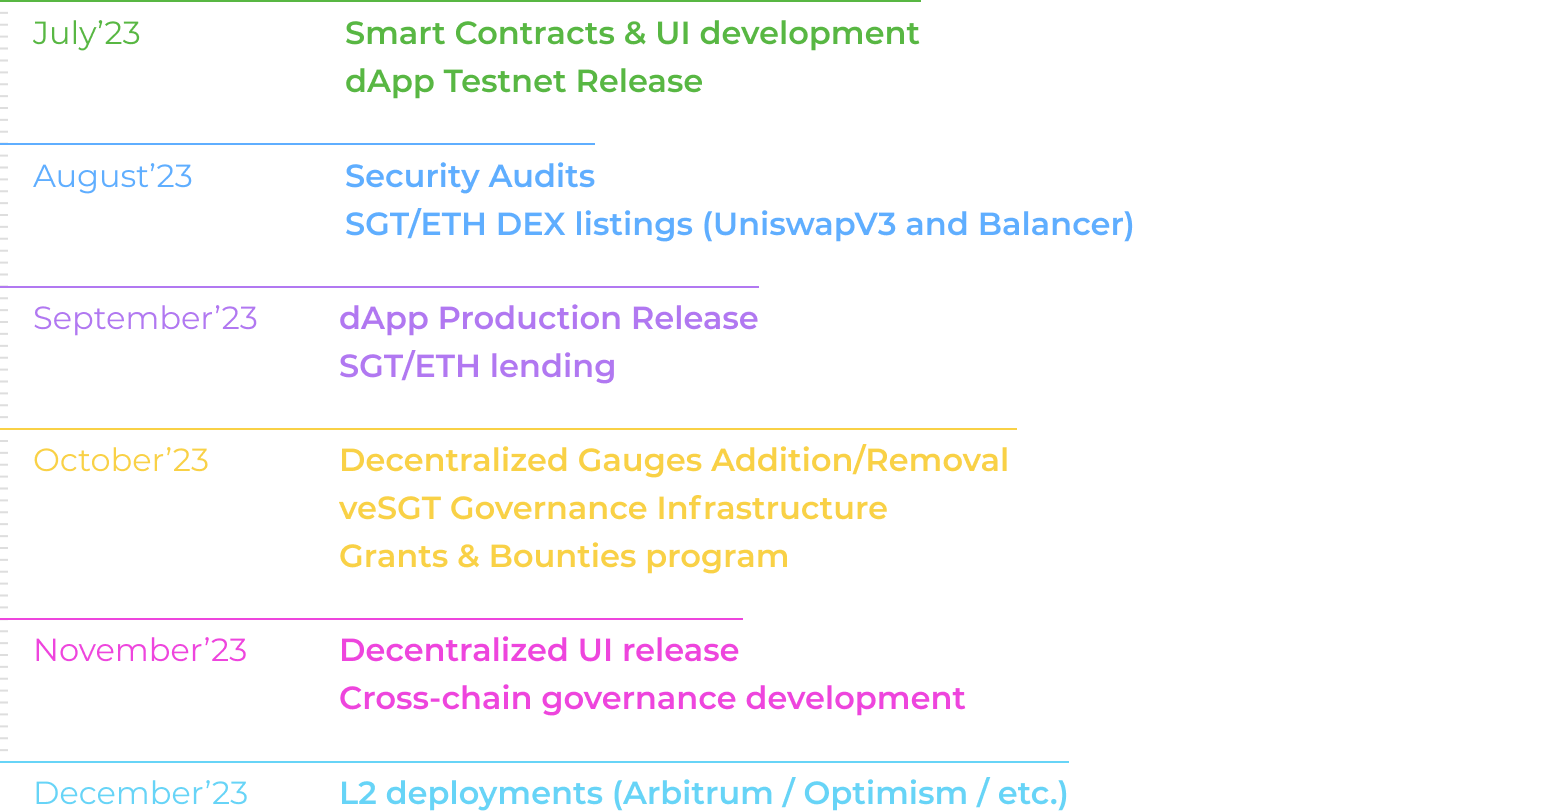 July’23
Smart Contracts & UI development
dApp Testnet Release
August’23
Security Audits
SGT/ETH DEX listings (UniswapV3 and Balancer)
September’23
dApp Production Release
SGT/ETH lending
October’23
Decentralized Gauges Addition/Removal
veSGT Governance Infrastructure
Grants & Bounties program
November’23
Decentralized UI release
Cross-chain governance development
December’23
L2 deployments (Arbitrum / Optimism / etc.)